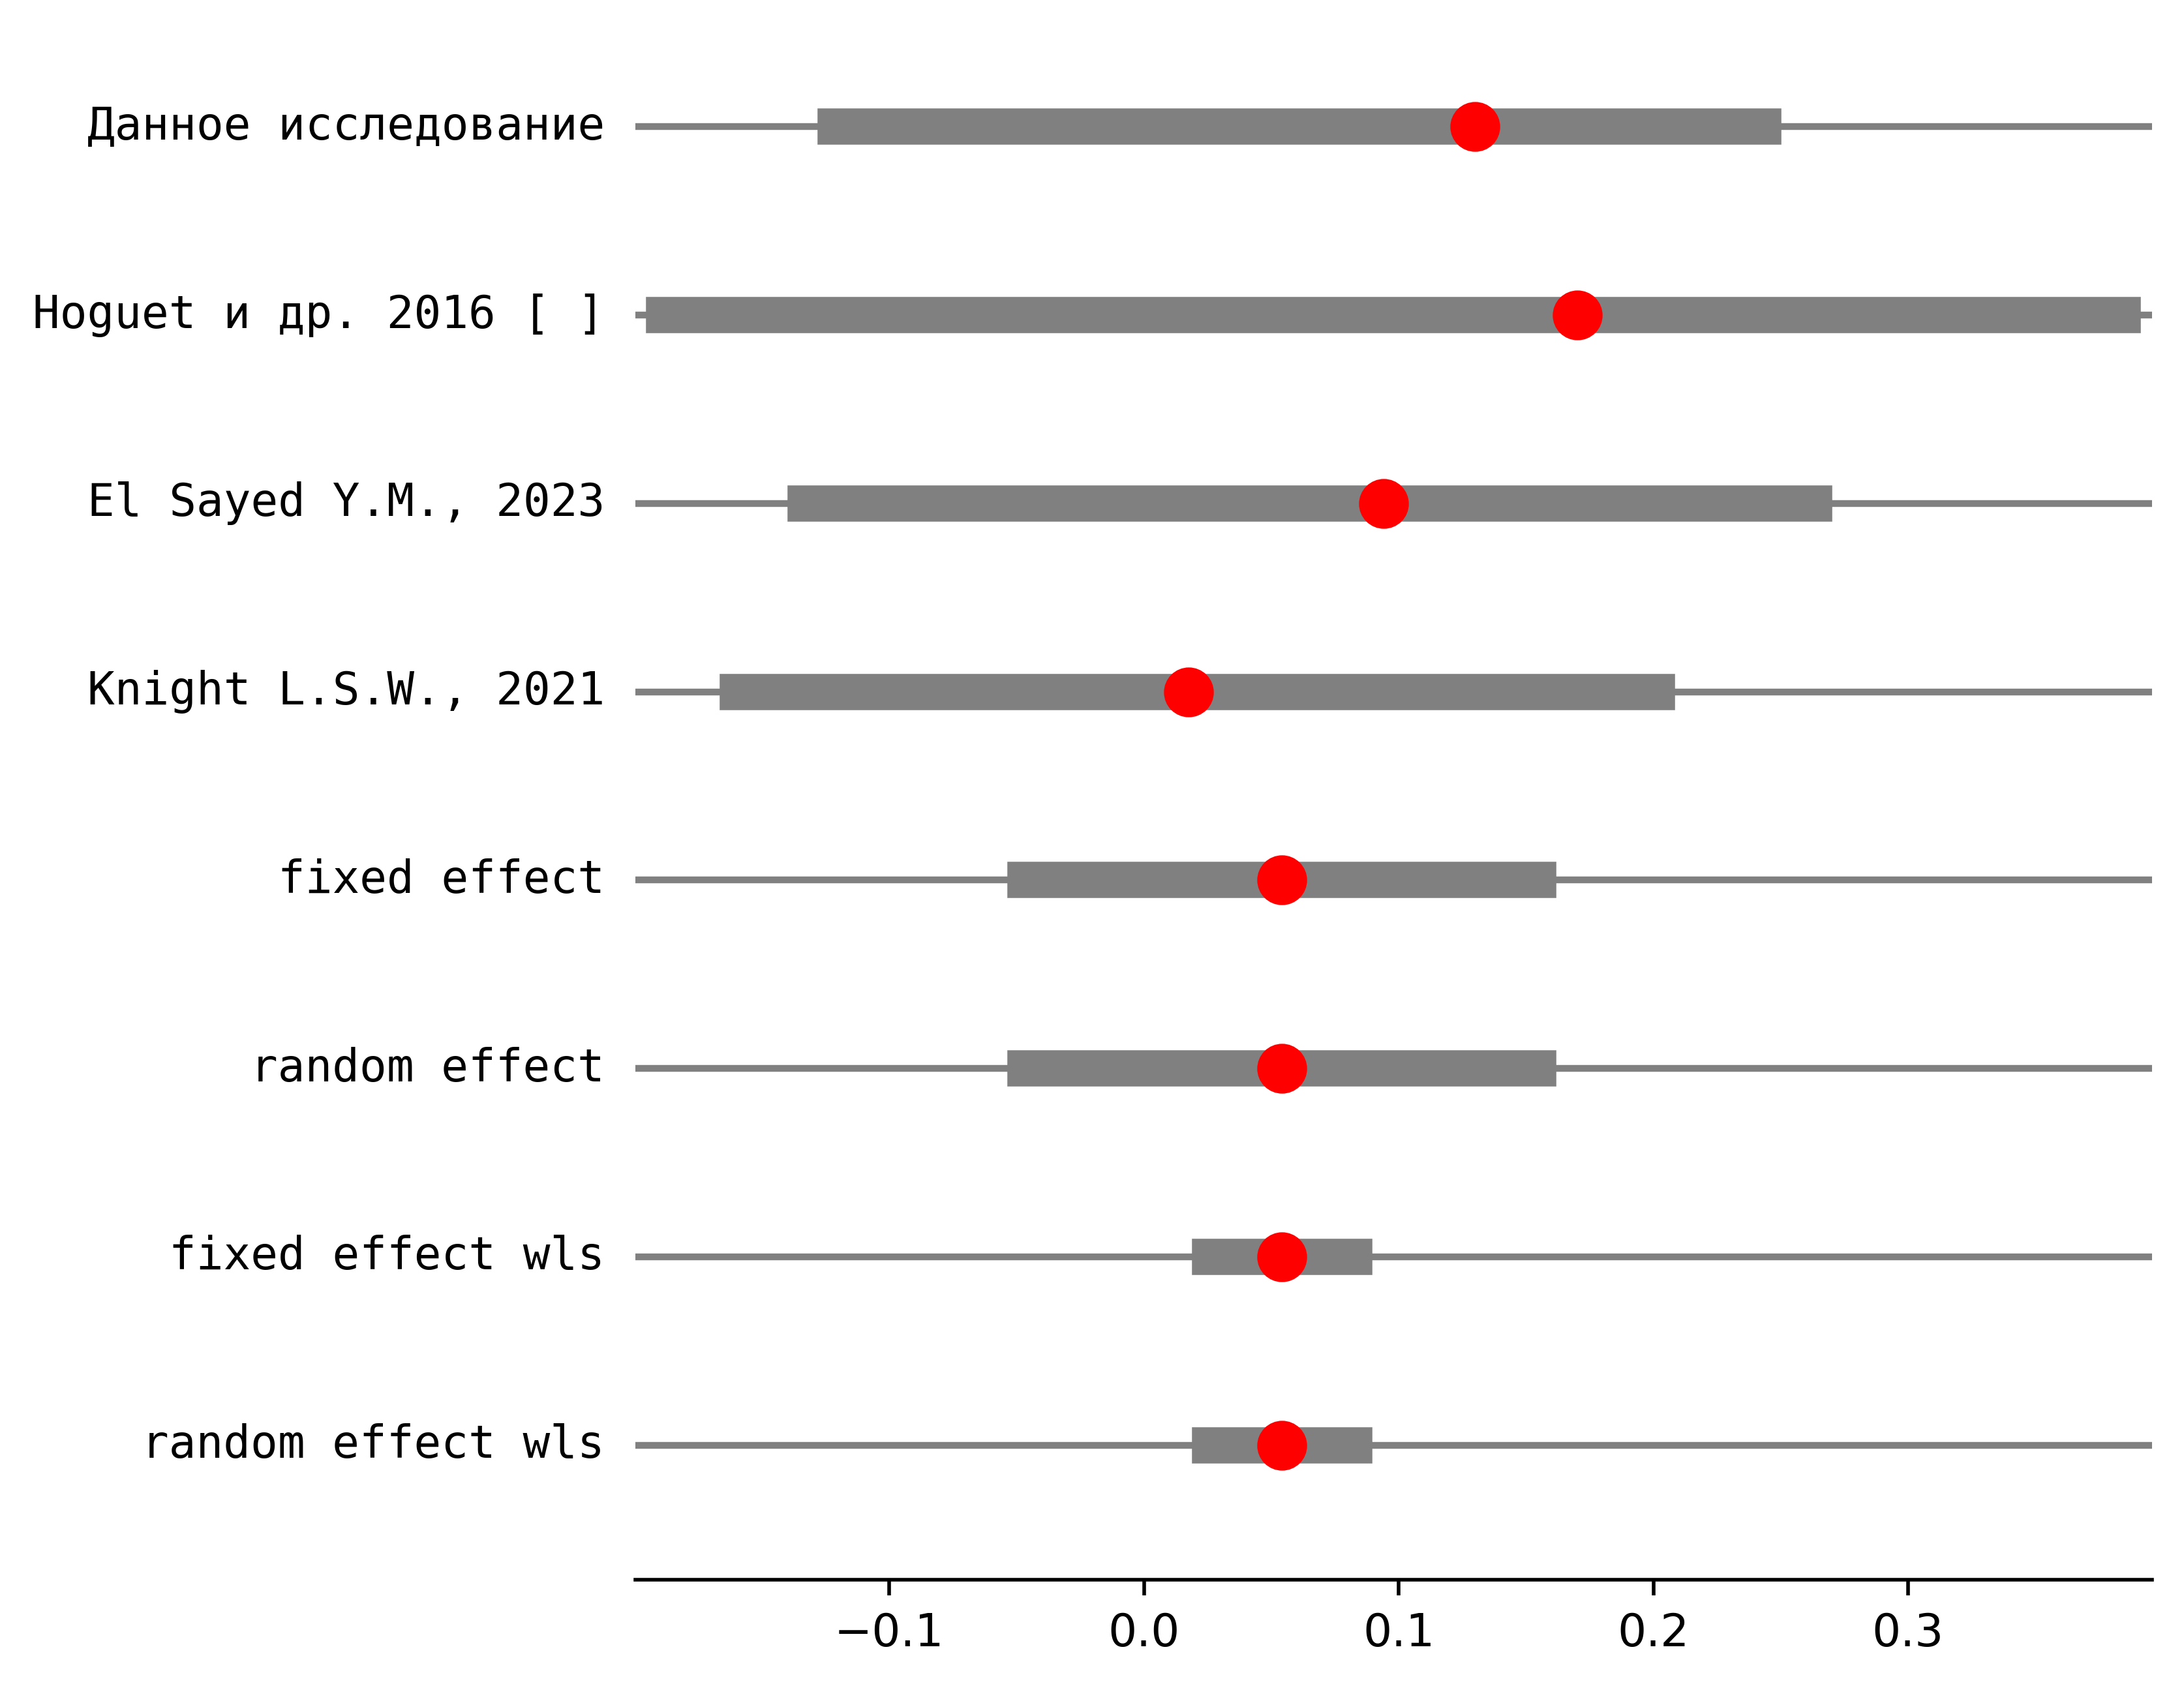 Данное исследование
Hoguet и др. 2016 [ ]
El Sayed Y.M., 2023
Knight L.S.W., 2021
fixed effect
random effect
fixed effect wls
random effect wls
−0.1 0.0 0.1 0.2 0.3